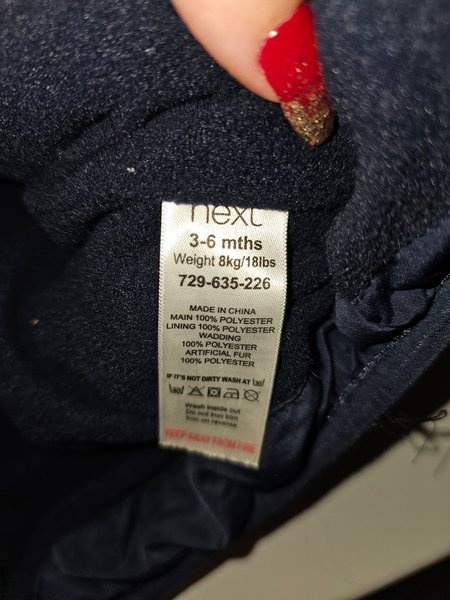 next
3-6 mths
Weight 8kg/18lbs
729-635-226
MADE IN CHINA
MAIN 100% POLYESTER
LINING 100% POLYESTER
WADDING
100% POLYESTER
ARTIFICIAL FUR
100% POLYESTER
IF IT'S NOT DIRTY WASH AT 30
40
Wash inside out
Do not iron trim
Iron on reverse
KEEP AWAY FROM FIRE